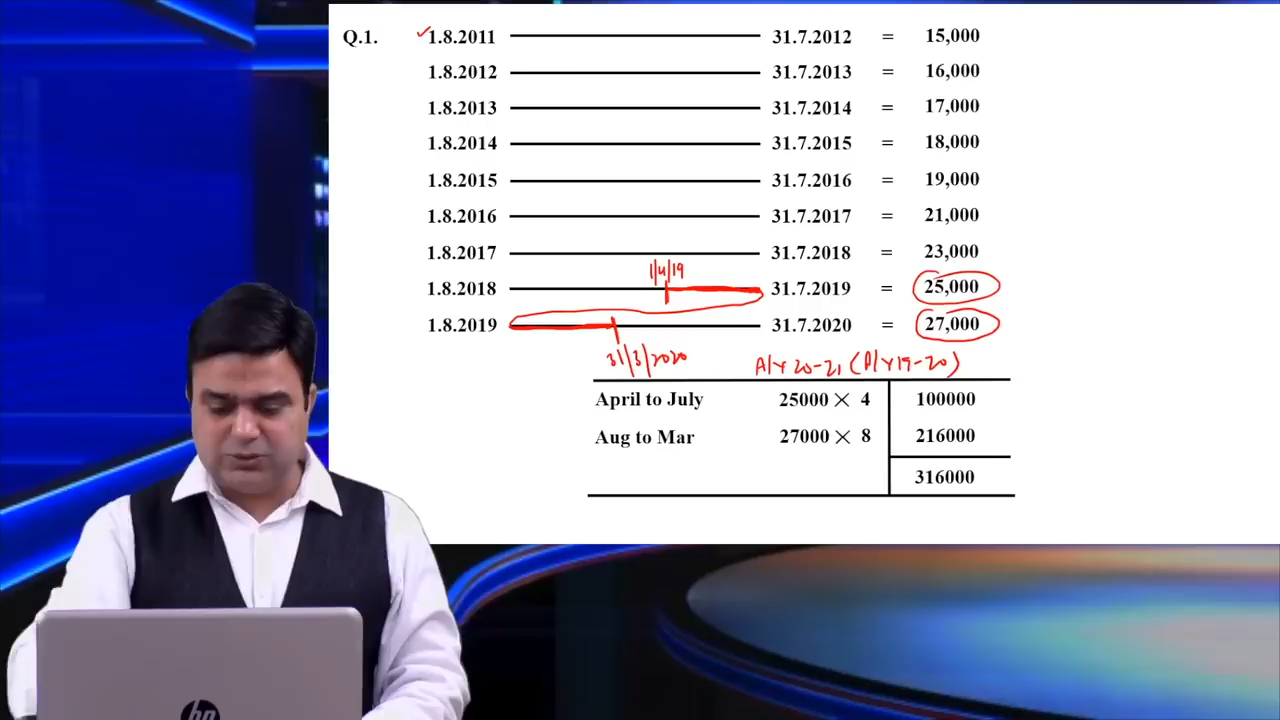 Q.1. 1.8.2011 31.7.2012 = 15,000
1.8.2012 31.7.2013 = 16,000
1.8.2013 31.7.2014 = 17,000
1.8.2014 31.7.2015 = 18,000
1.8.2015 31.7.2016 = 19,000
1.8.2016 31.7.2017 = 21,000
1.8.2017 31.7.2018 = 23,000
1/4/19
1.8.2018 31.7.2019 = 25,000
1.8.2019 31.7.2020 = 27,000
31/3/2020 A/Y 20-21 (P/Y 19-20)
April to July 25000 × 4 100000
Aug to Mar 27000 × 8 216000
316000
hp